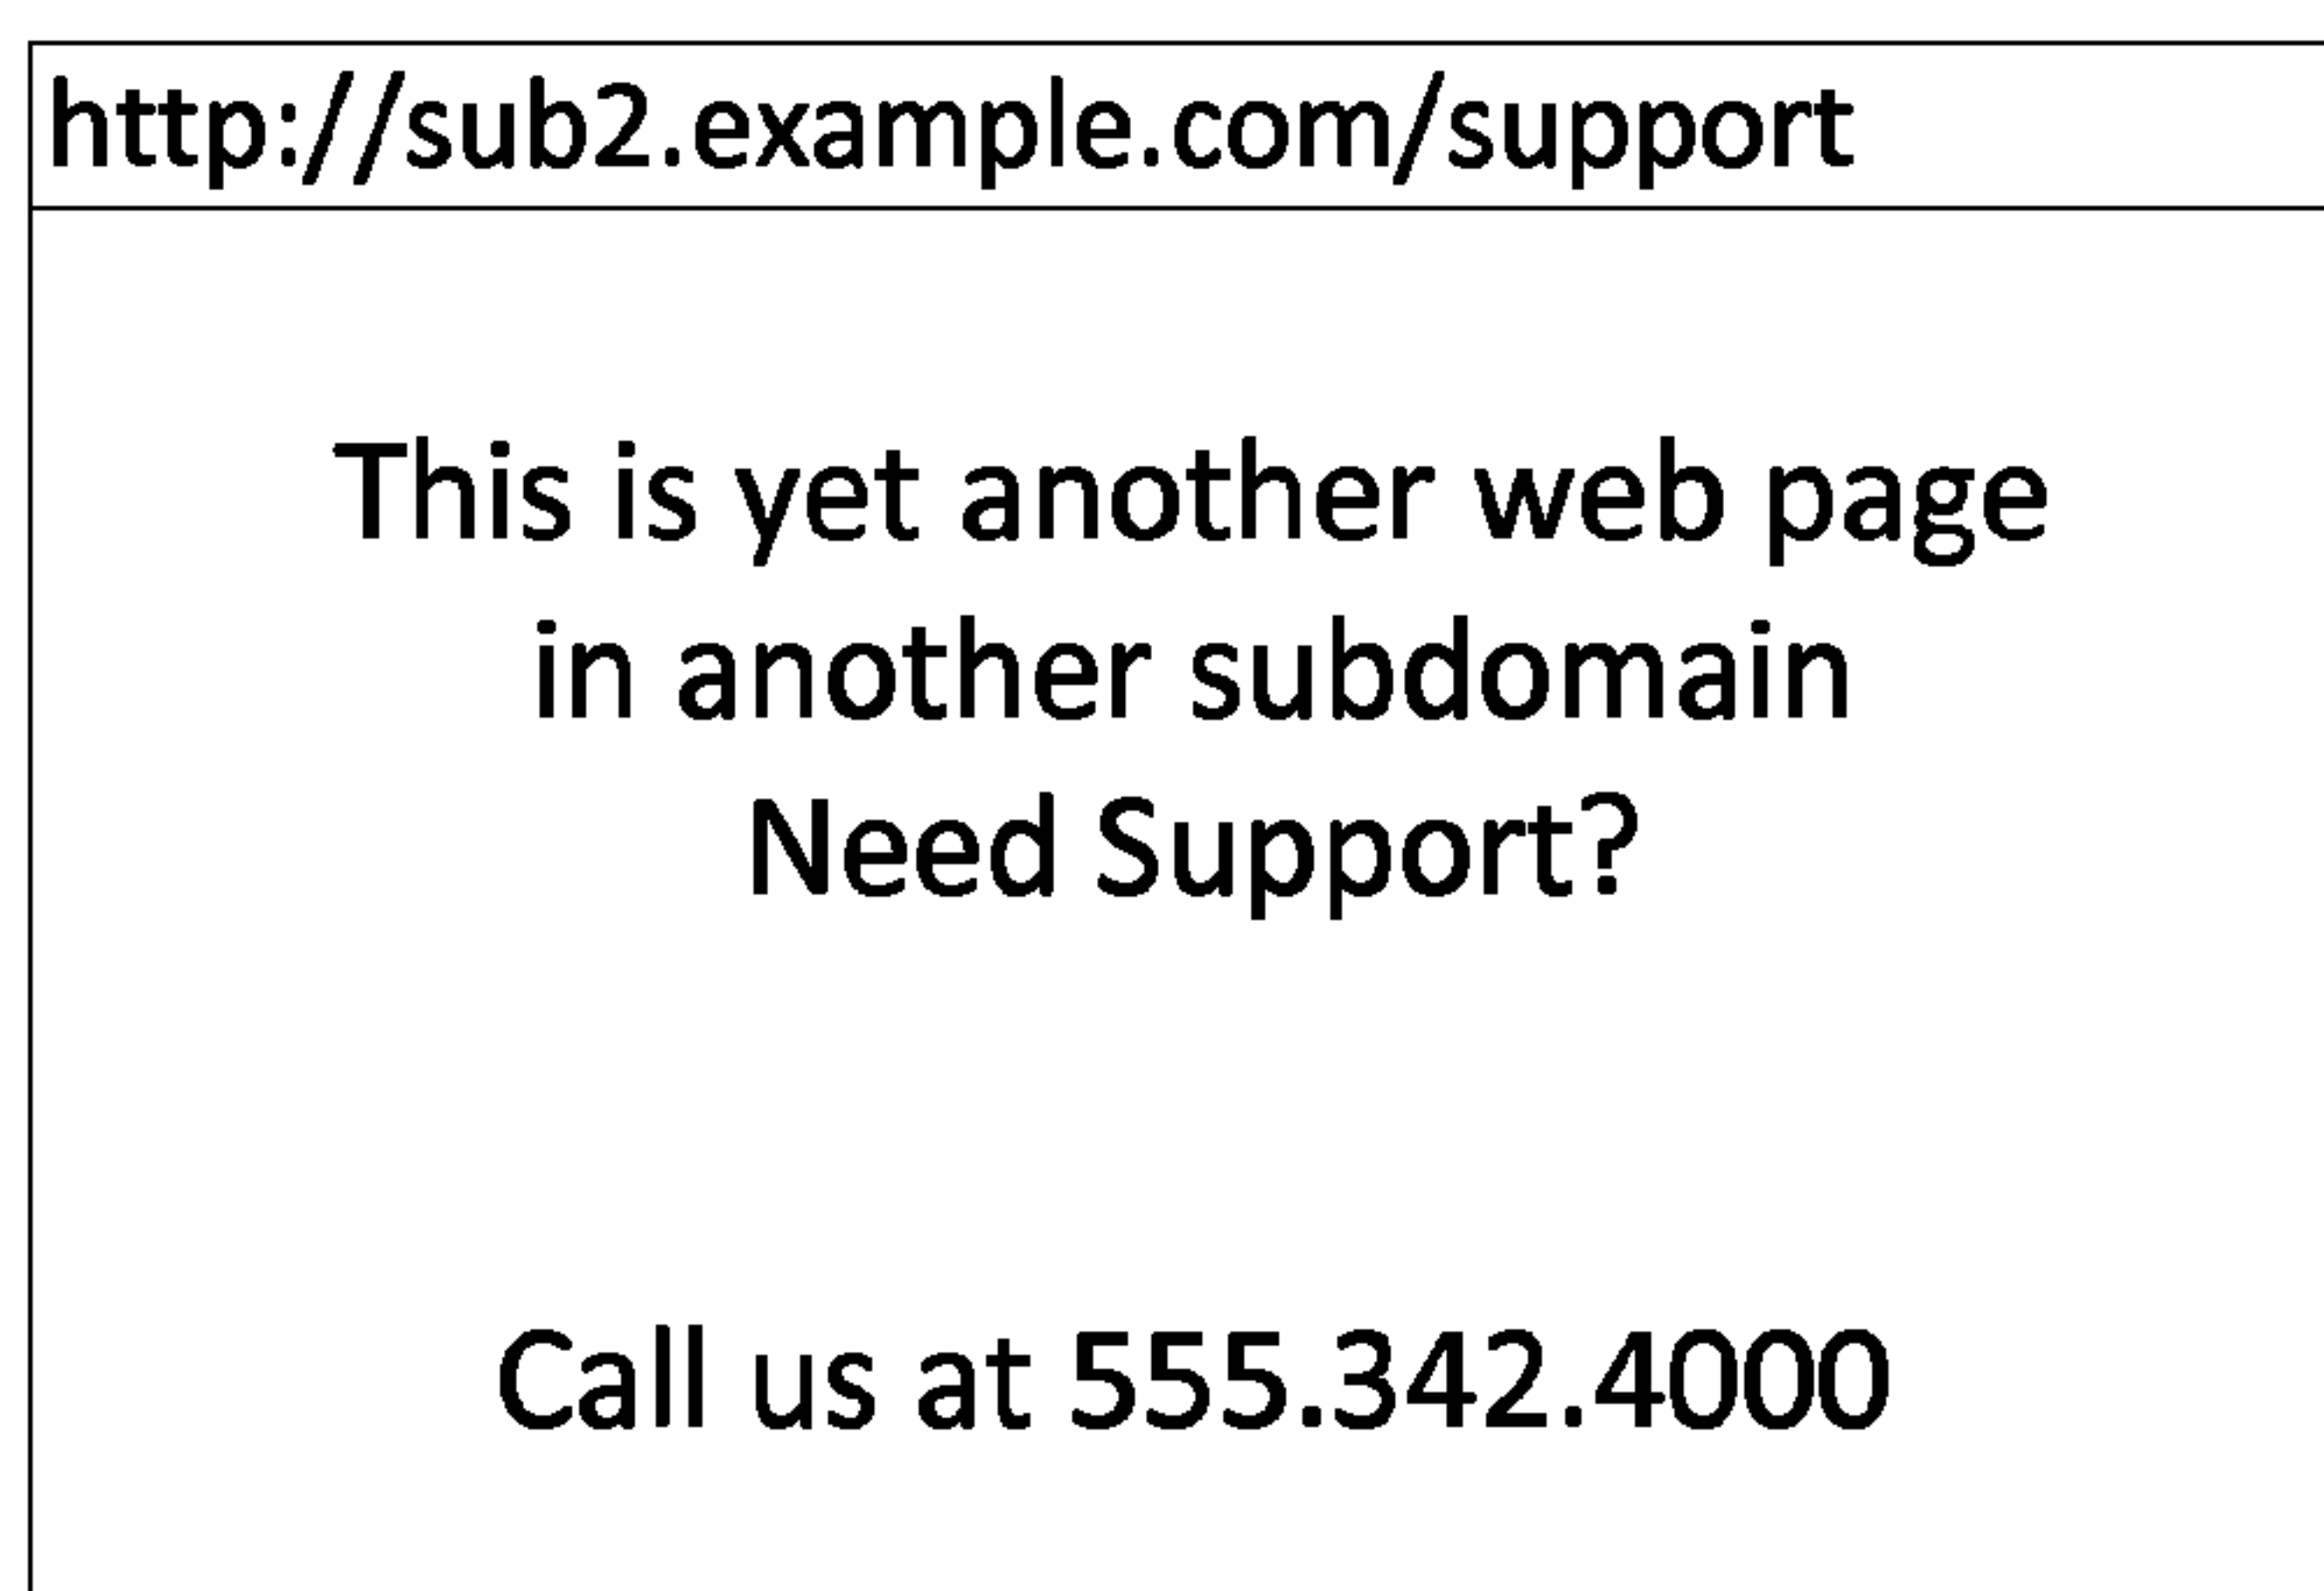 http://sub2.example.com/support
This is yet another web page
in another subdomain
Need Support?
Call us at 555.342.4000